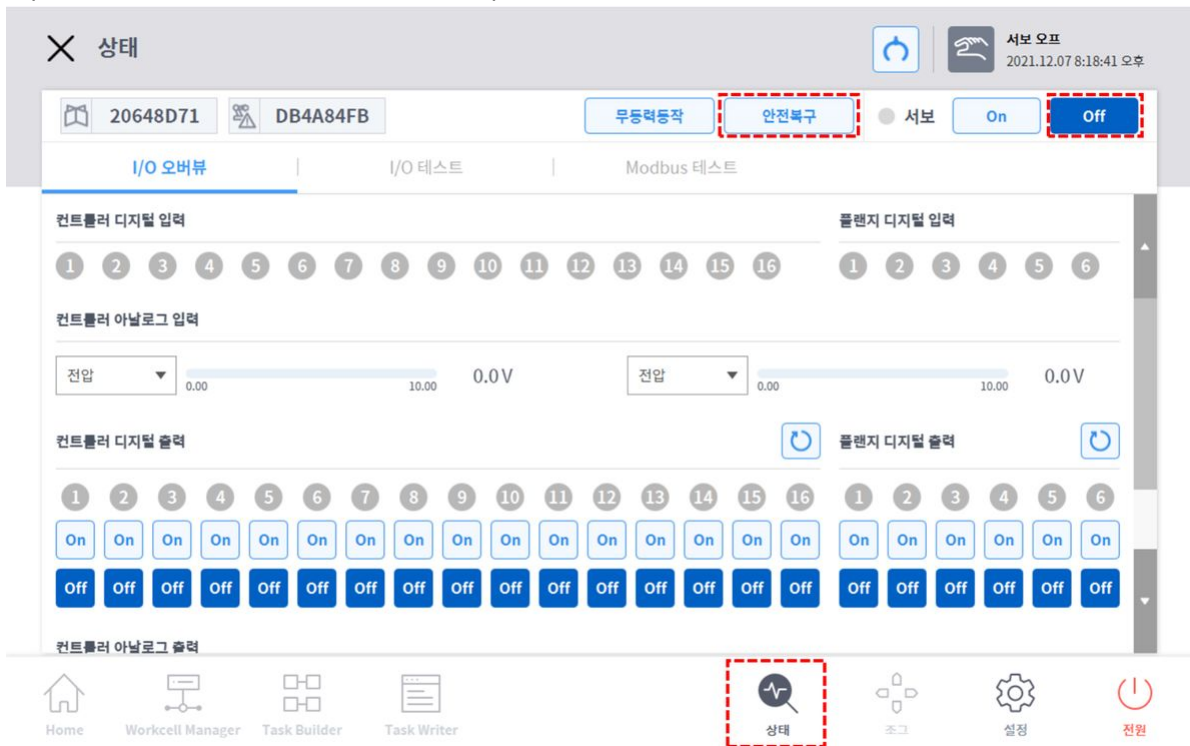 상태
서보 오프
2021.12.07 8:18:41 오후
20648D71 DB4A84FB 무동력동작 안전복구 서보 On Off
I/O 오버뷰 I/O 테스트 Modbus 테스트
컨트롤러 디지털 입력 플랜지 디지털 입력
1 2 3 4 5 6 7 8 9 10 11 12 13 14 15 16 1 2 3 4 5 6
컨트롤러 아날로그 입력
전압 0.00 10.00 0.0 V 전압 0.00 10.00 0.0 V
컨트롤러 디지털 출력 플랜지 디지털 출력
1 2 3 4 5 6 7 8 9 10 11 12 13 14 15 16 1 2 3 4 5 6
On On On On On On On On On On On On On On On On On On On On On On
Off Off Off Off Off Off Off Off Off Off Off Off Off Off Off Off Off Off Off Off Off Off
컨트롤러 아날로그 출력
Home Workcell Manager Task Builder Task Writer 상태 조그 설정 전원